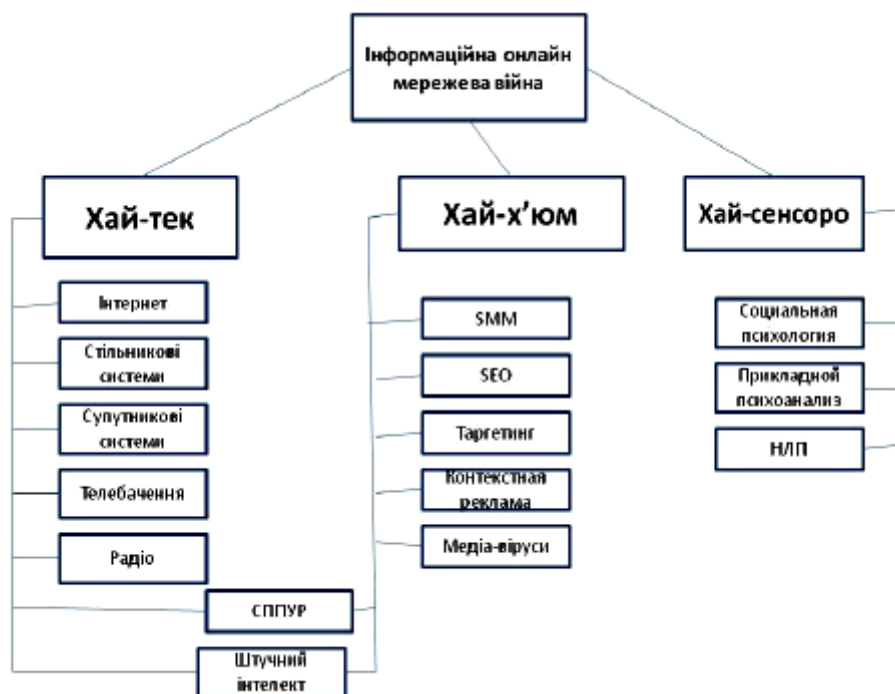 Інформаційна онлайн
мережева війна
Хай-тек
Хай-х’юм
Хай-сенсоро
Інтернет
Стільникові
системи
Супутникові
системи
Телебачення
Радіо
СППУР
Штучний
інтелект
SMM
SEO
Таргетинг
Контекстная
реклама
Медіа-віруси
Социальная
психология
Прикладной
психоанализ
НЛП